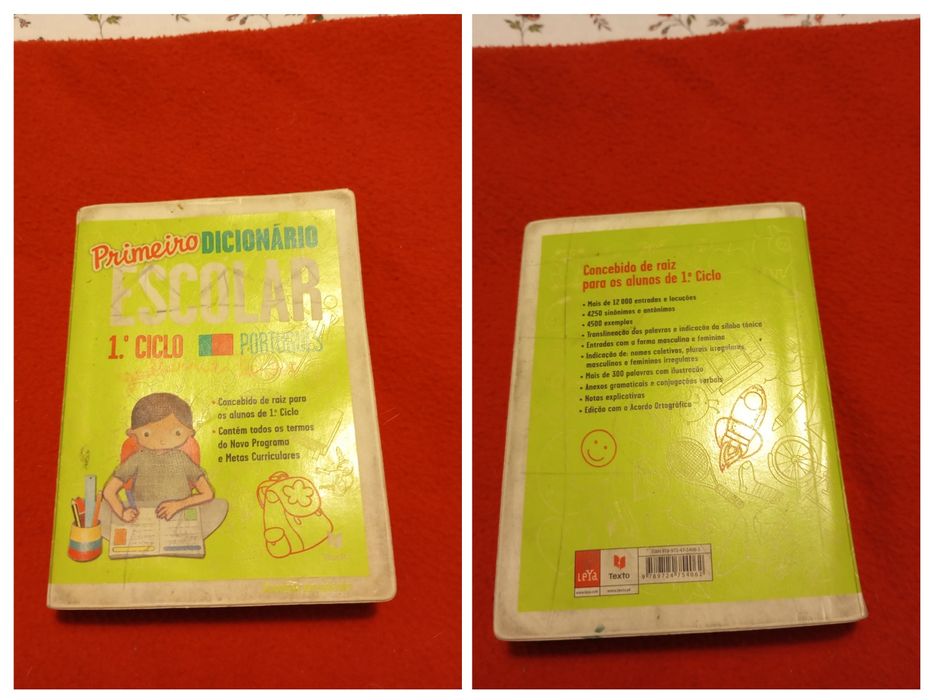 Primeiro DICIONÁRIO
ESCOLAR
1.º CICLO PORTUGUÊS
• Concebido de raiz para
os alunos de 1.º Ciclo
• Contém todos os termos
do Novo Programa
e Metas Curriculares
Concebido de raiz
para os alunos de 1.º Ciclo
• Mais de 12 000 entradas e locuções
• 4250 sinónimos e antónimos
• 4500 exemplos
• Translineação das palavras e indicação da sílaba tónica
• Entradas com a forma masculina e feminina
• Indicação de: nomes coletivos, plurais irregulares,
masculinos e femininos irregulares
• Mais de 300 palavras com ilustração
• Anexos gramaticais e conjugações verbais
• Notas explicativas
• Edição com o Acordo Ortográfico
LeYa
Texto